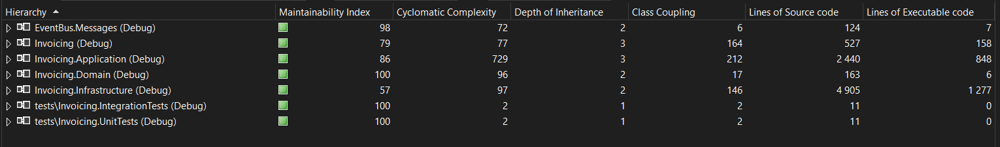 Hierarchy Maintainability Index Cyclomatic Complexity Depth of Inheritance Class Coupling Lines of Source code Lines of Executable code
EventBus.Messages (Debug) 98 72 2 6 124 7
Invoicing (Debug) 79 77 3 164 527 158
Invoicing.Application (Debug) 86 729 3 212 2 440 848
Invoicing.Domain (Debug) 100 96 2 17 163 6
Invoicing.Infrastructure (Debug) 57 97 2 146 4 905 1 277
tests\Invoicing.IntegrationTests (Debug) 100 2 1 2 11 0
tests\Invoicing.UnitTests (Debug) 100 2 1 2 11 0